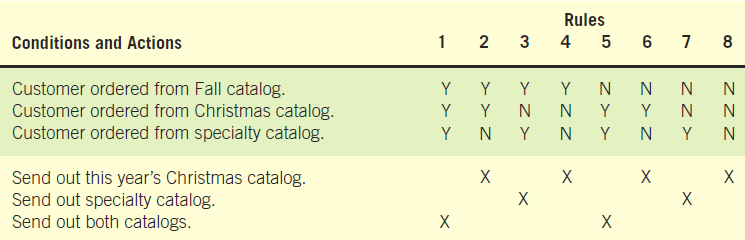 Rules
Conditions and Actions 1 2 3 4 5 6 7 8
Customer ordered from Fall catalog. Y Y Y Y N N N N
Customer ordered from Christmas catalog. Y Y N N Y Y N N
Customer ordered from specialty catalog. Y N Y N Y N Y N
Send out this year's Christmas catalog. X X X X
Send out specialty catalog. X X
Send out both catalogs. X X